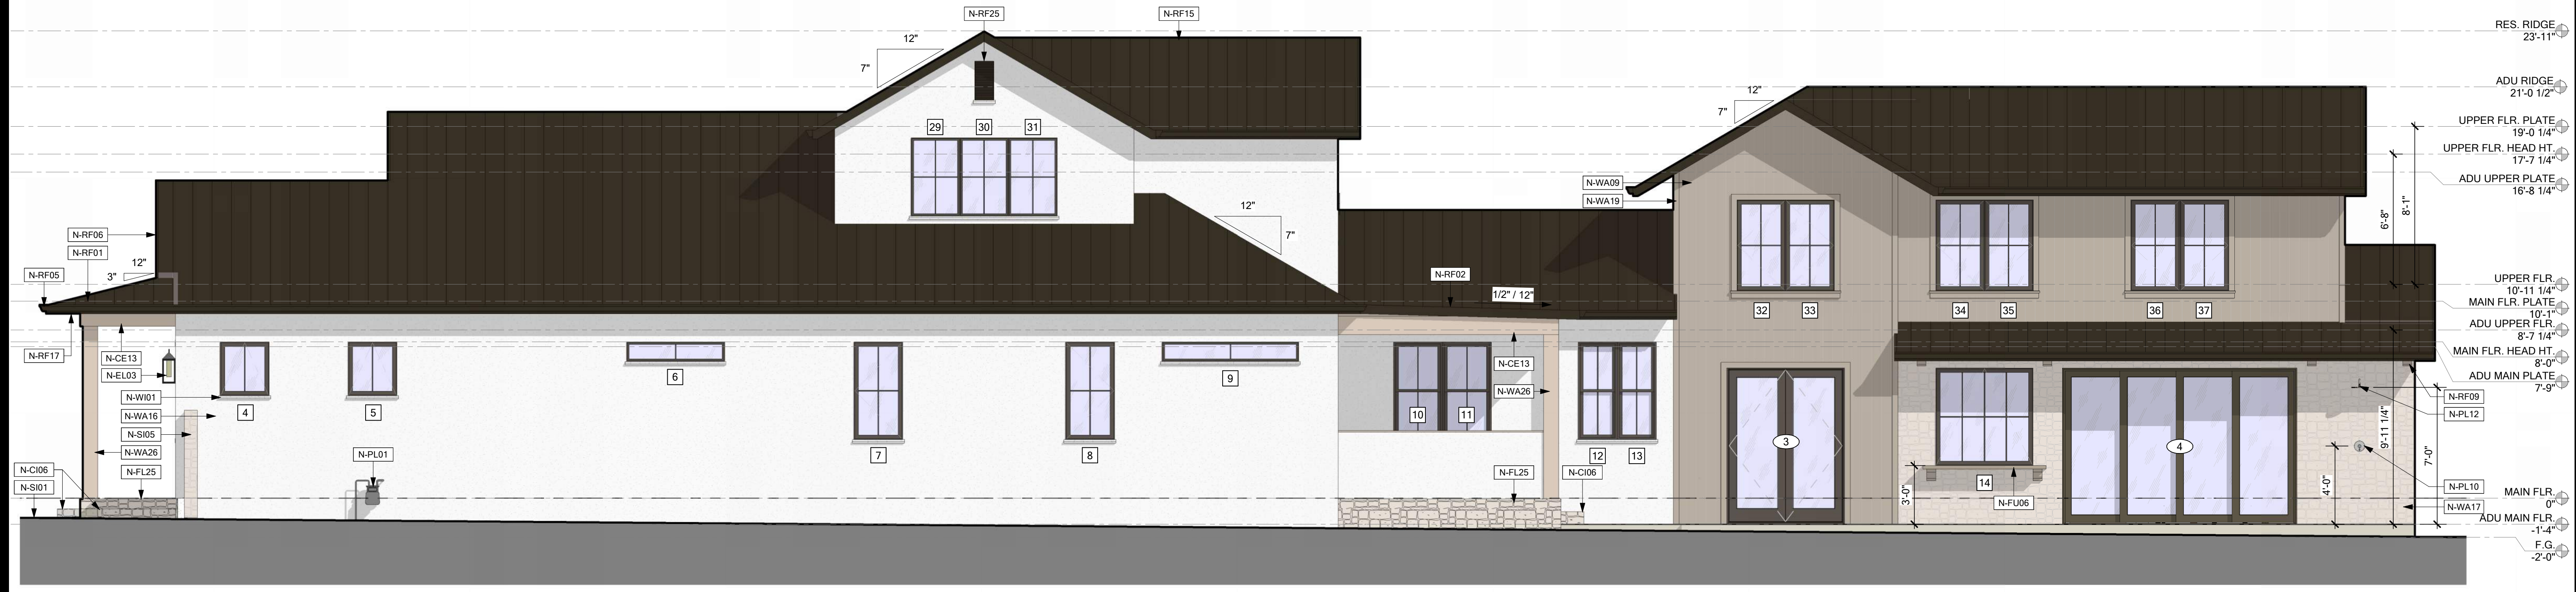 N-RF25
N-RF15
RES. RIDGE
23'-11"
12"
7"
ADU RIDGE
21'-0 1/2"
12"
7"
29
30
31
UPPER FLR. PLATE
19'-0 1/4"
UPPER FLR. HEAD HT.
17'-7 1/4"
N-WA09
N-WA19
ADU UPPER PLATE
16'-8 1/4"
12"
7"
6'-8"
8'-1"
N-RF06
N-RF01
N-RF05
12"
3"
N-RF02
1/2" / 12"
UPPER FLR.
10'-11 1/4"
MAIN FLR. PLATE
10'-1"
32
33
34
35
36
37
ADU UPPER FLR.
8'-7 1/4"
N-RF17
N-CE13
N-EL03
N-CE13
MAIN FLR. HEAD HT.
8'-0"
6
9
ADU MAIN PLATE
7'-9"
N-WI01
N-WA26
N-RF09
4
5
10
11
N-WA16
N-PL12
N-SI05
9'-11 1/4"
7'-0"
3
4
N-WA26
N-PL01
7
8
12
13
N-CI06
N-FL25
N-FL25
N-CI06
14
4'-0"
N-SI01
3'-0"
N-FU06
N-PL10
MAIN FLR.
0"
N-WA17
ADU MAIN FLR.
-1'-4"
F.G.
-2'-0"